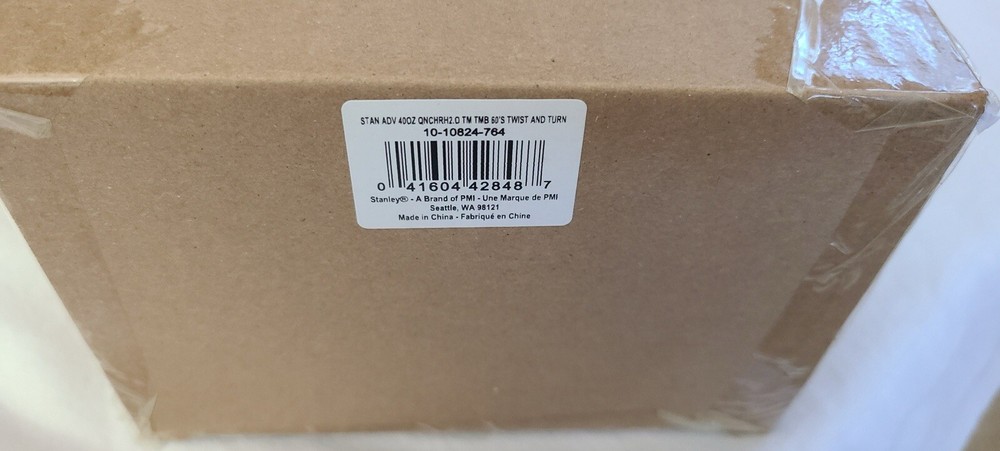 STAN ADV 40OZ QNCHRH2.O TM TMB 60'S TWIST AND TURN
10-10824-764
0 41604 42848 7
Stanley® - A Brand of PMI - Une Marque de PMI
Seattle, WA 98121
Made in China - Fabriqué en Chine